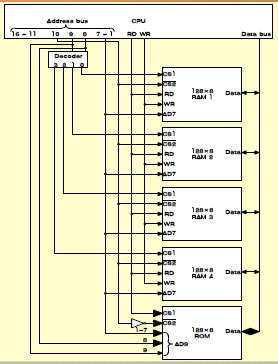 Address bus CPU
16 - 11 10 9 8 7 - 1 RD WR Data bus
Decoder
3 2 1 0
CS1
CS2
RD
WR
AD7
128×8
RAM 1
Data
CS1
CS2
RD
WR
AD7
128×8
RAM 2
Data
CS1
CS2
RD
WR
AD7
128×8
RAM 3
Data
CS1
CS2
RD
WR
AD7
128×8
RAM 4
Data
CS1
CS2
1-7
8
9
AD9
128×8
ROM
Data